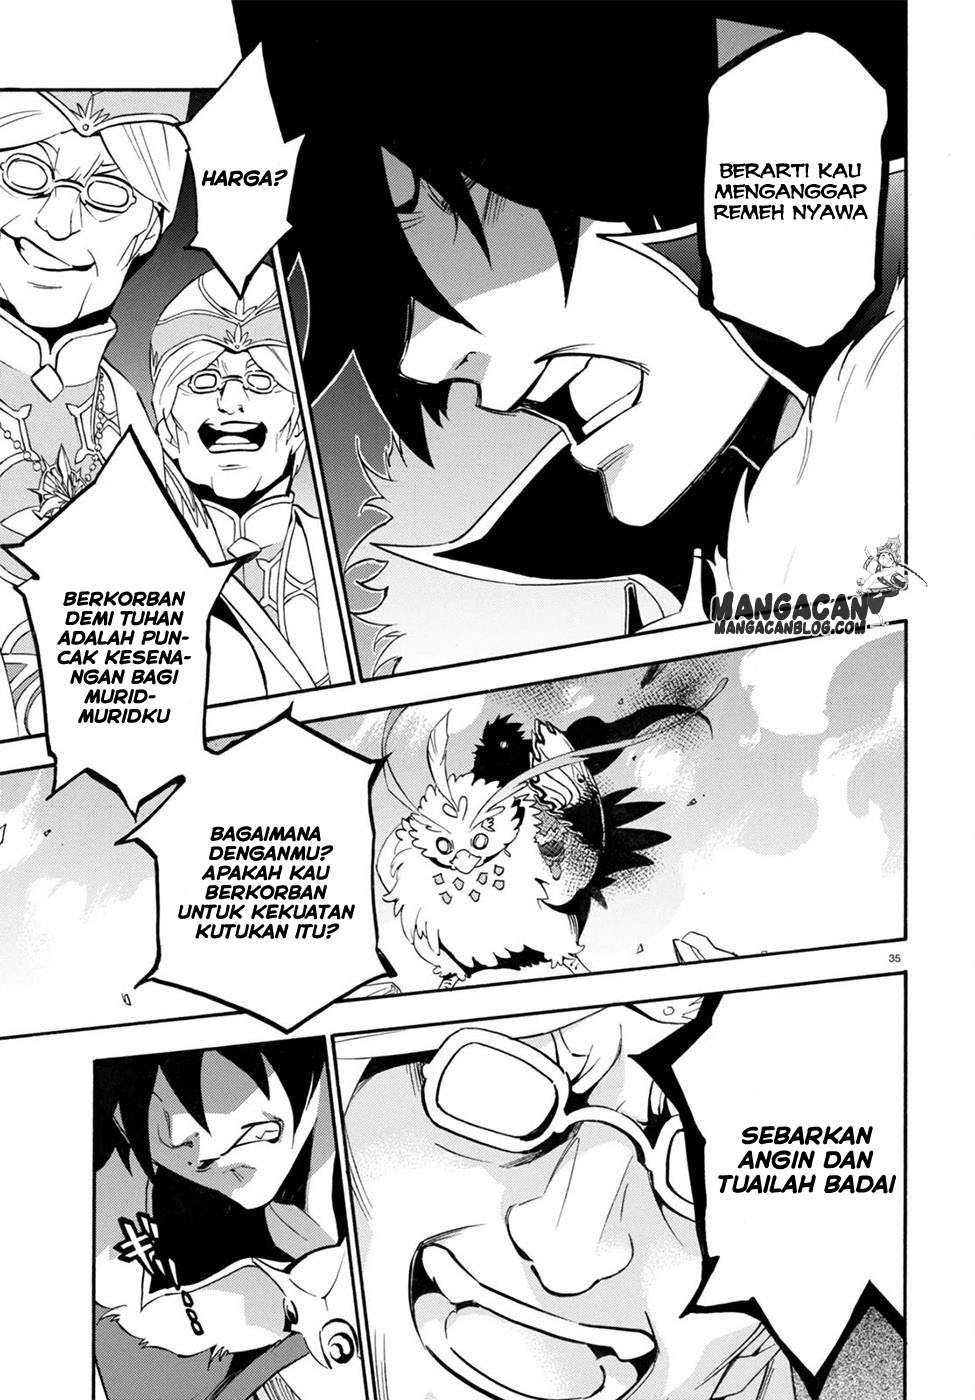 BERARTI KAU
MENGANGGAP
REMEH NYAWA
HARGA?
BERKORBAN
DEMI TUHAN
ADALAH PUN-
CAK KESENA-
NGAN BAGI
MURID-
MURIDKU
MANGACAN
MANGACANBLOG.COM
BAGAIMANA
DENGANMU?
APAKAH KAU
BERKORBAN
UNTUK KEKUATAN
KUTUKAN ITU?
35
SEBARKAN
ANGIN DAN
TUAILAH BADAI